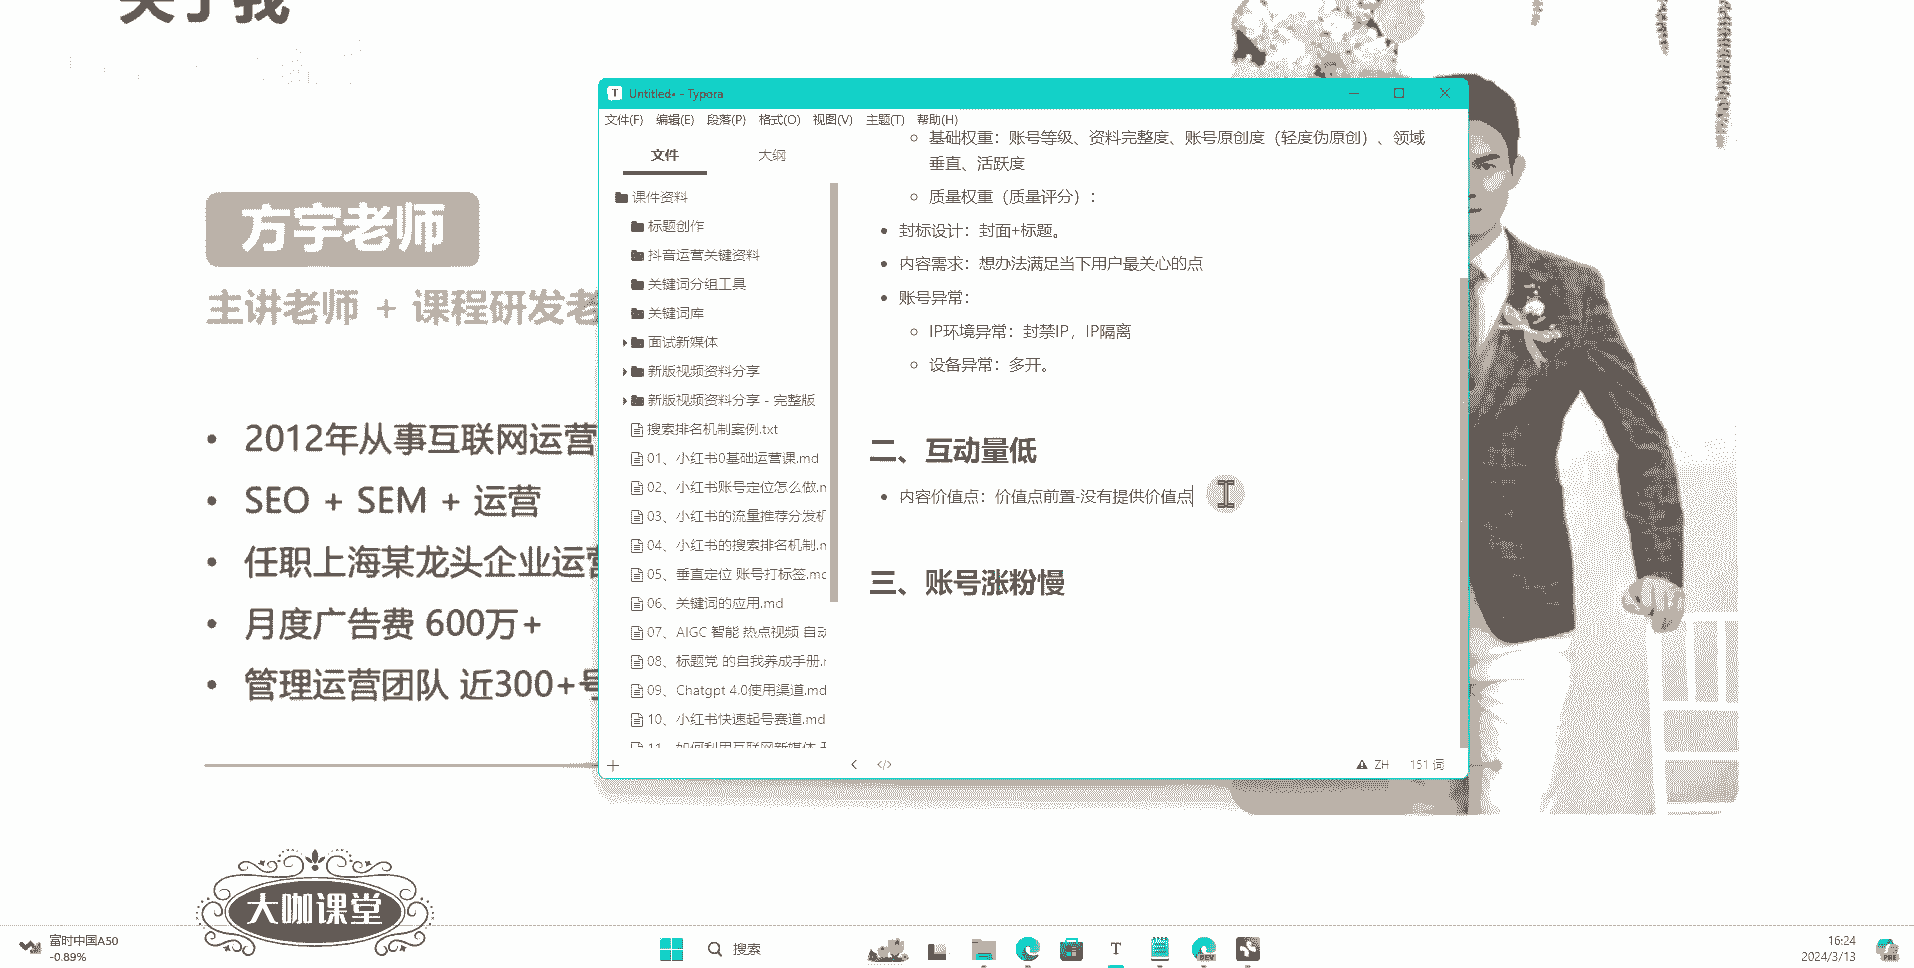 关于我
方宇老师
主讲老师 + 课程研发老
2012年从事互联网运营
SEO + SEM + 运营
任职上海某龙头企业运营
月度广告费 600万+
管理运营团队 近300+号
大咖课堂
Untitled• - Typora
文件(F) 编辑(E) 段落(P) 格式(O) 视图(V) 主题(T) 帮助(H)
文件 大纲
课件资料
标题创作
抖音运营关键资料
关键词分组工具
关键词库
面试新媒体
新版视频资料分享
新版视频资料分享 - 完整版
搜索排名机制案例.txt
01、小红书0基础运营课.md
02、小红书账号定位怎么做.m
03、小红书的流量推荐分发机
04、小红书的搜索排名机制.m
05、垂直定位 账号打标签.md
06、关键词的应用.md
07、AIGC 智能 热点视频 自动
08、标题党 的自我养成手册.m
09、Chatgpt 4.0使用渠道.md
10、小红书快速起号赛道.md
11、如何利用互联网新媒体
基础权重：账号等级、资料完整度、账号原创度（轻度伪原创）、领域
垂直、活跃度
质量权重（质量评分）：
封标设计：封面+标题。
内容需求：想办法满足当下用户最关心的点
账号异常：
IP环境异常：封禁IP，IP隔离
设备异常：多开。
二、互动量低
内容价值点：价值点前置-没有提供价值点
三、账号涨粉慢
ZH 151 词
富时中国A50
-0.89%
搜索
T
DEV
16:24
2024/3/13
PRE